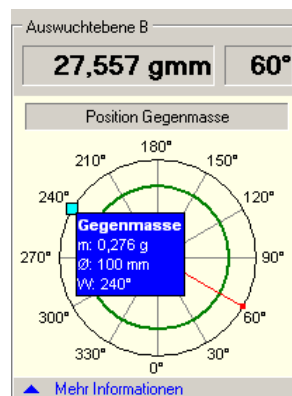 Auswuchtebene B
27,557 gmm 60°
Position Gegenmasse
180°
210° 150°
240° 120°
Gegenmasse
m: 0,276 g
270° 90°
Ø: 100 mm
W: 240°
300° 60°
330° 30°
0°
Mehr Informationen